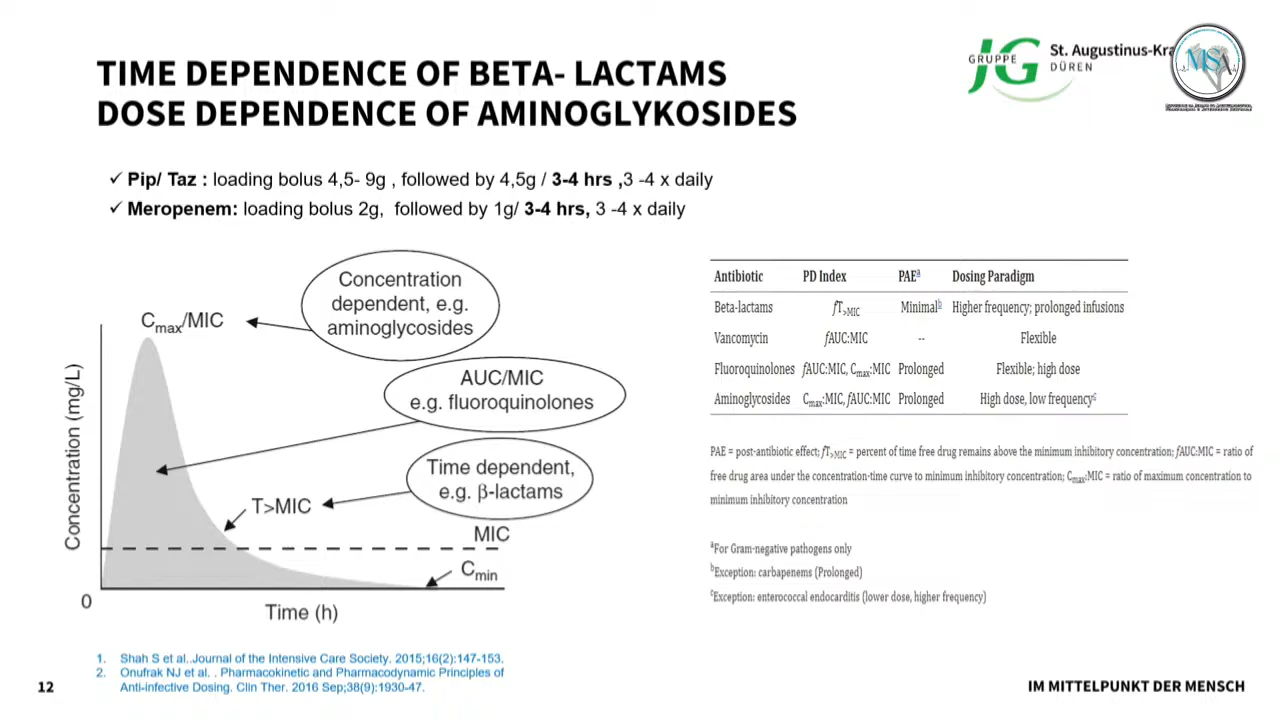 TIME DEPENDENCE OF BETA- LACTAMS
DOSE DEPENDENCE OF AMINOGLYKOSIDES
GRUPPE JG
St. Augustinus-Kra
DÜREN
MSA
✓ Pip/ Taz : loading bolus 4,5- 9g , followed by 4,5g / 3-4 hrs ,3 -4 x daily
✓ Meropenem: loading bolus 2g, followed by 1g/ 3-4 hrs, 3 -4 x daily
Concentration
dependent, e.g.
aminoglycosides
Cmax/MIC
AUC/MIC
e.g. fluoroquinolones
Time dependent,
e.g. β-lactams
T>MIC
MIC
Cmin
Concentration (mg/L)
0
Time (h)
Antibiotic PD Index PAEa Dosing Paradigm
Beta-lactams fT>MIC Minimalb Higher frequency; prolonged infusions
Vancomycin fAUC:MIC -- Flexible
Fluoroquinolones fAUC:MIC, Cmax:MIC Prolonged Flexible; high dose
Aminoglycosides Cmax:MIC, fAUC:MIC Prolonged High dose, low frequencyc
PAE = post-antibiotic effect; fT>MIC = percent of time free drug remains above the minimum inhibitory concentration; fAUC:MIC = ratio of
free drug area under the concentration-time curve to minimum inhibitory concentration; Cmax:MIC = ratio of maximum concentration to
minimum inhibitory concentration
aFor Gram-negative pathogens only
bException: carbapenems (Prolonged)
cException: enterococcal endocarditis (lower dose, higher frequency)
1. Shah S et al..Journal of the Intensive Care Society. 2015;16(2):147-153.
2. Onufrak NJ et al. . Pharmacokinetic and Pharmacodynamic Principles of
Anti-infective Dosing. Clin Ther. 2016 Sep;38(9):1930-47.
12
IM MITTELPUNKT DER MENSCH